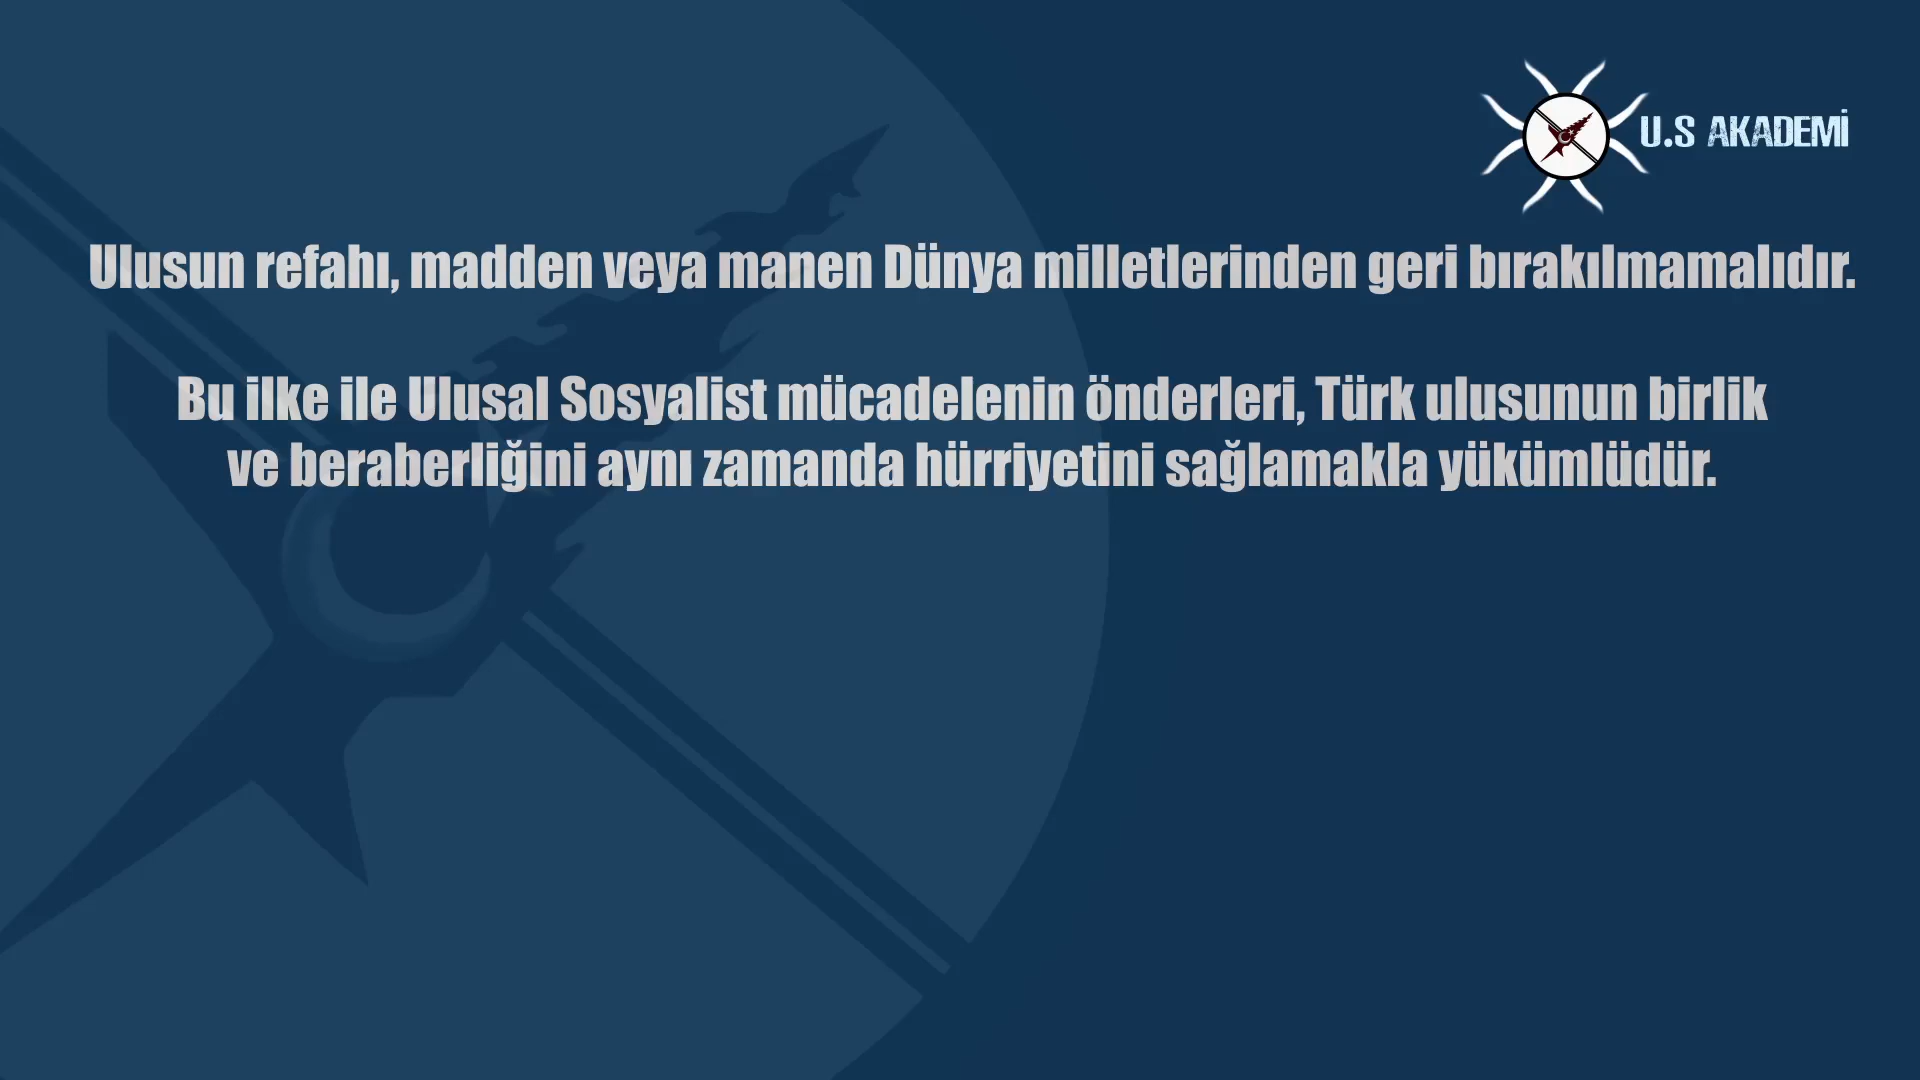 U.S AKADEMİ
Ulusun refahı, madden veya manen Dünya milletlerinden geri bırakılmamalıdır.
Bu ilke ile Ulusal Sosyalist mücadelenin önderleri, Türk ulusunun birlik
ve beraberliğini aynı zamanda hürriyetini sağlamakla yükümlüdür.